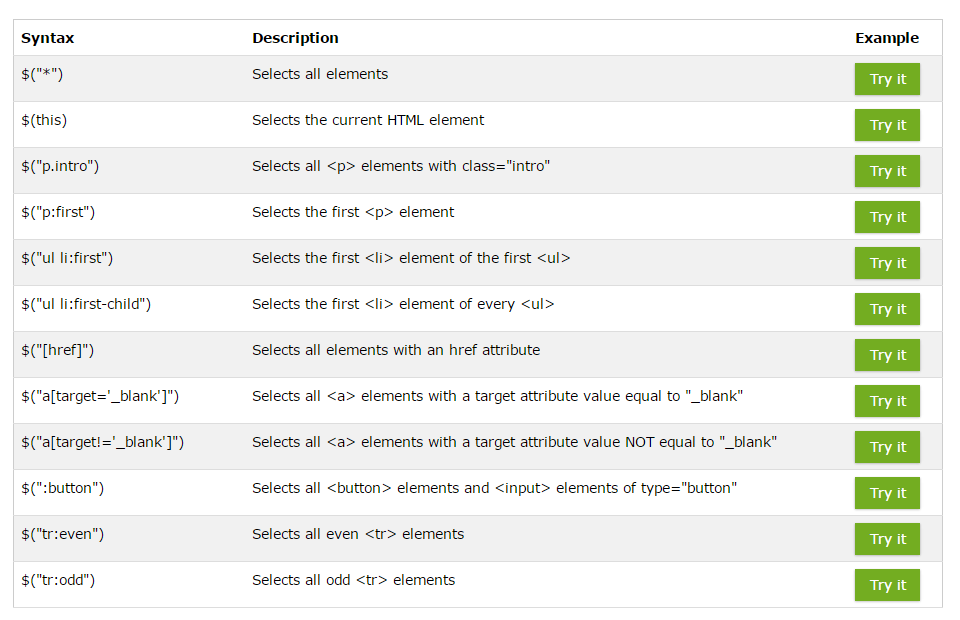 Syntax Description Example
$("*") Selects all elements Try it
$(this) Selects the current HTML element Try it
$("p.intro") Selects all <p> elements with class="intro" Try it
$("p:first") Selects the first <p> element Try it
$("ul li:first") Selects the first <li> element of the first <ul> Try it
$("ul li:first-child") Selects the first <li> element of every <ul> Try it
$("[href]") Selects all elements with an href attribute Try it
$("a[target='_blank']") Selects all <a> elements with a target attribute value equal to "_blank" Try it
$("a[target!='_blank']") Selects all <a> elements with a target attribute value NOT equal to "_blank" Try it
$(":button") Selects all <button> elements and <input> elements of type="button" Try it
$("tr:even") Selects all even <tr> elements Try it
$("tr:odd") Selects all odd <tr> elements Try it